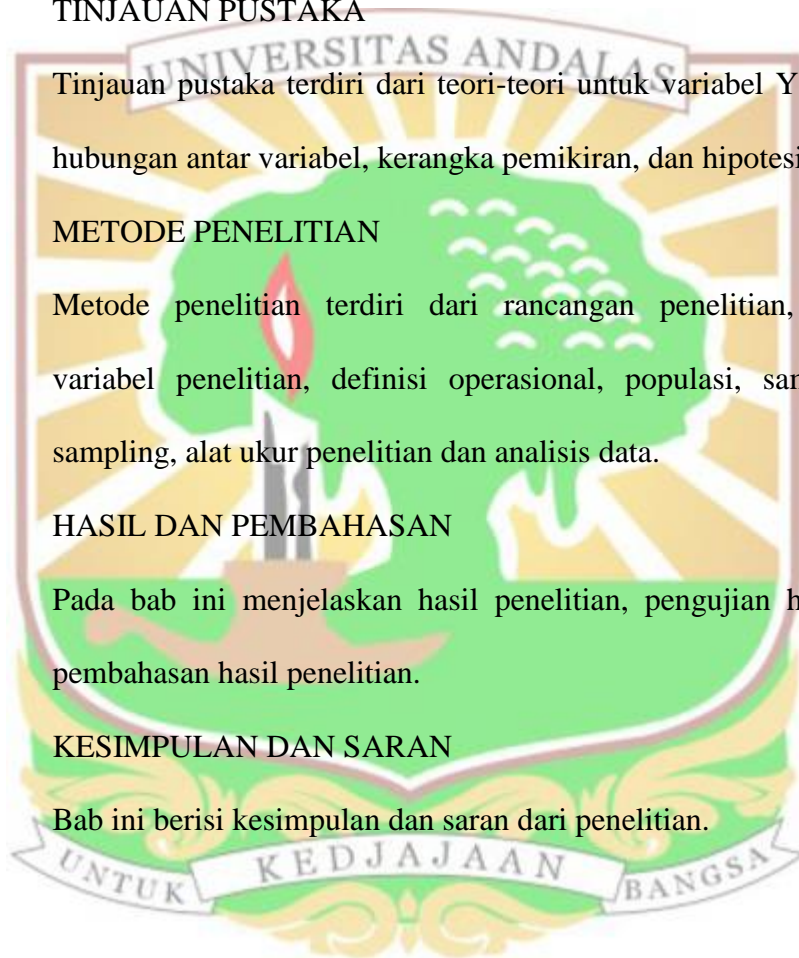 TINJAUAN PUSTAKA
UNIVERSITAS ANDALAS
Tinjauan pustaka terdiri dari teori-teori untuk variabel Y
hubungan antar variabel, kerangka pemikiran, dan hipotesi
METODE PENELITIAN
Metode penelitian terdiri dari rancangan penelitian,
variabel penelitian, definisi operasional, populasi, sar
sampling, alat ukur penelitian dan analisis data.
HASIL DAN PEMBAHASAN
Pada bab ini menjelaskan hasil penelitian, pengujian h
pembahasan hasil penelitian.
KESIMPULAN DAN SARAN
Bab ini berisi kesimpulan dan saran dari penelitian.
UNTUK KEDJAJAAN BANGSA